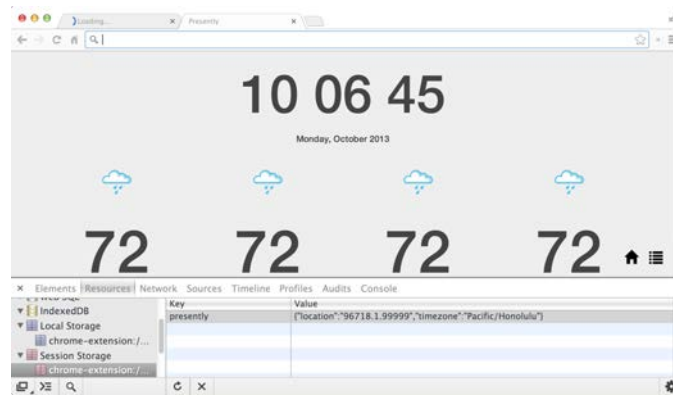 Loading...
Presently
10 06 45
Monday, October 2013
72 72 72 72
× Elements Resources Network Sources Timeline Profiles Audits Console
Web SQL
IndexedDB
Local Storage
chrome-extension:/...
Session Storage
chrome-extension:/...
Key Value
presently {"location":"96718.1.99999","timezone":"Pacific/Honolulu"}